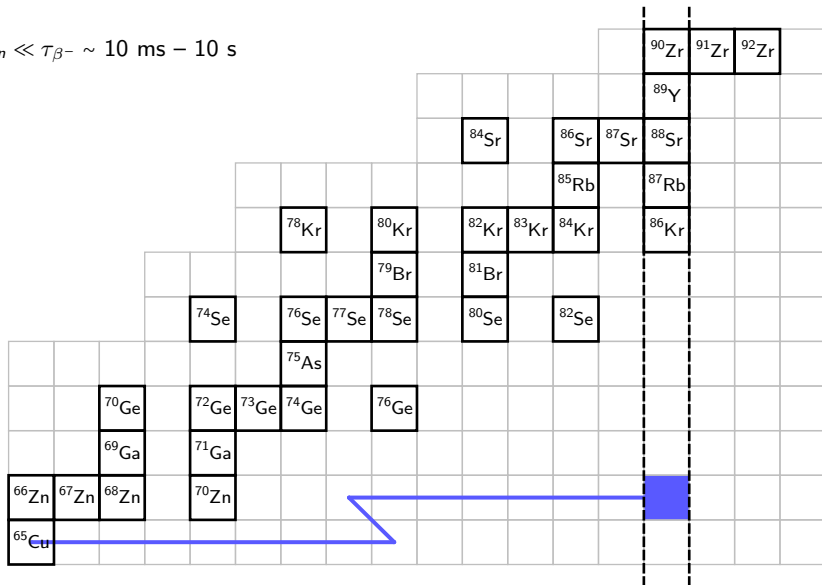 n ≪ τβ⁻ ~ 10 ms − 10 s
⁹⁰Zr ⁹¹Zr ⁹²Zr
⁸⁹Y
⁸⁴Sr ⁸⁶Sr ⁸⁷Sr ⁸⁸Sr
⁸⁵Rb ⁸⁷Rb
⁷⁸Kr ⁸⁰Kr ⁸²Kr ⁸³Kr ⁸⁴Kr ⁸⁶Kr
⁷⁹Br ⁸¹Br
⁷⁴Se ⁷⁶Se ⁷⁷Se ⁷⁸Se ⁸⁰Se ⁸²Se
⁷⁵As
⁷⁰Ge ⁷²Ge ⁷³Ge ⁷⁴Ge ⁷⁶Ge
⁶⁹Ga ⁷¹Ga
⁶⁶Zn ⁶⁷Zn ⁶⁸Zn ⁷⁰Zn
⁶⁵Cu